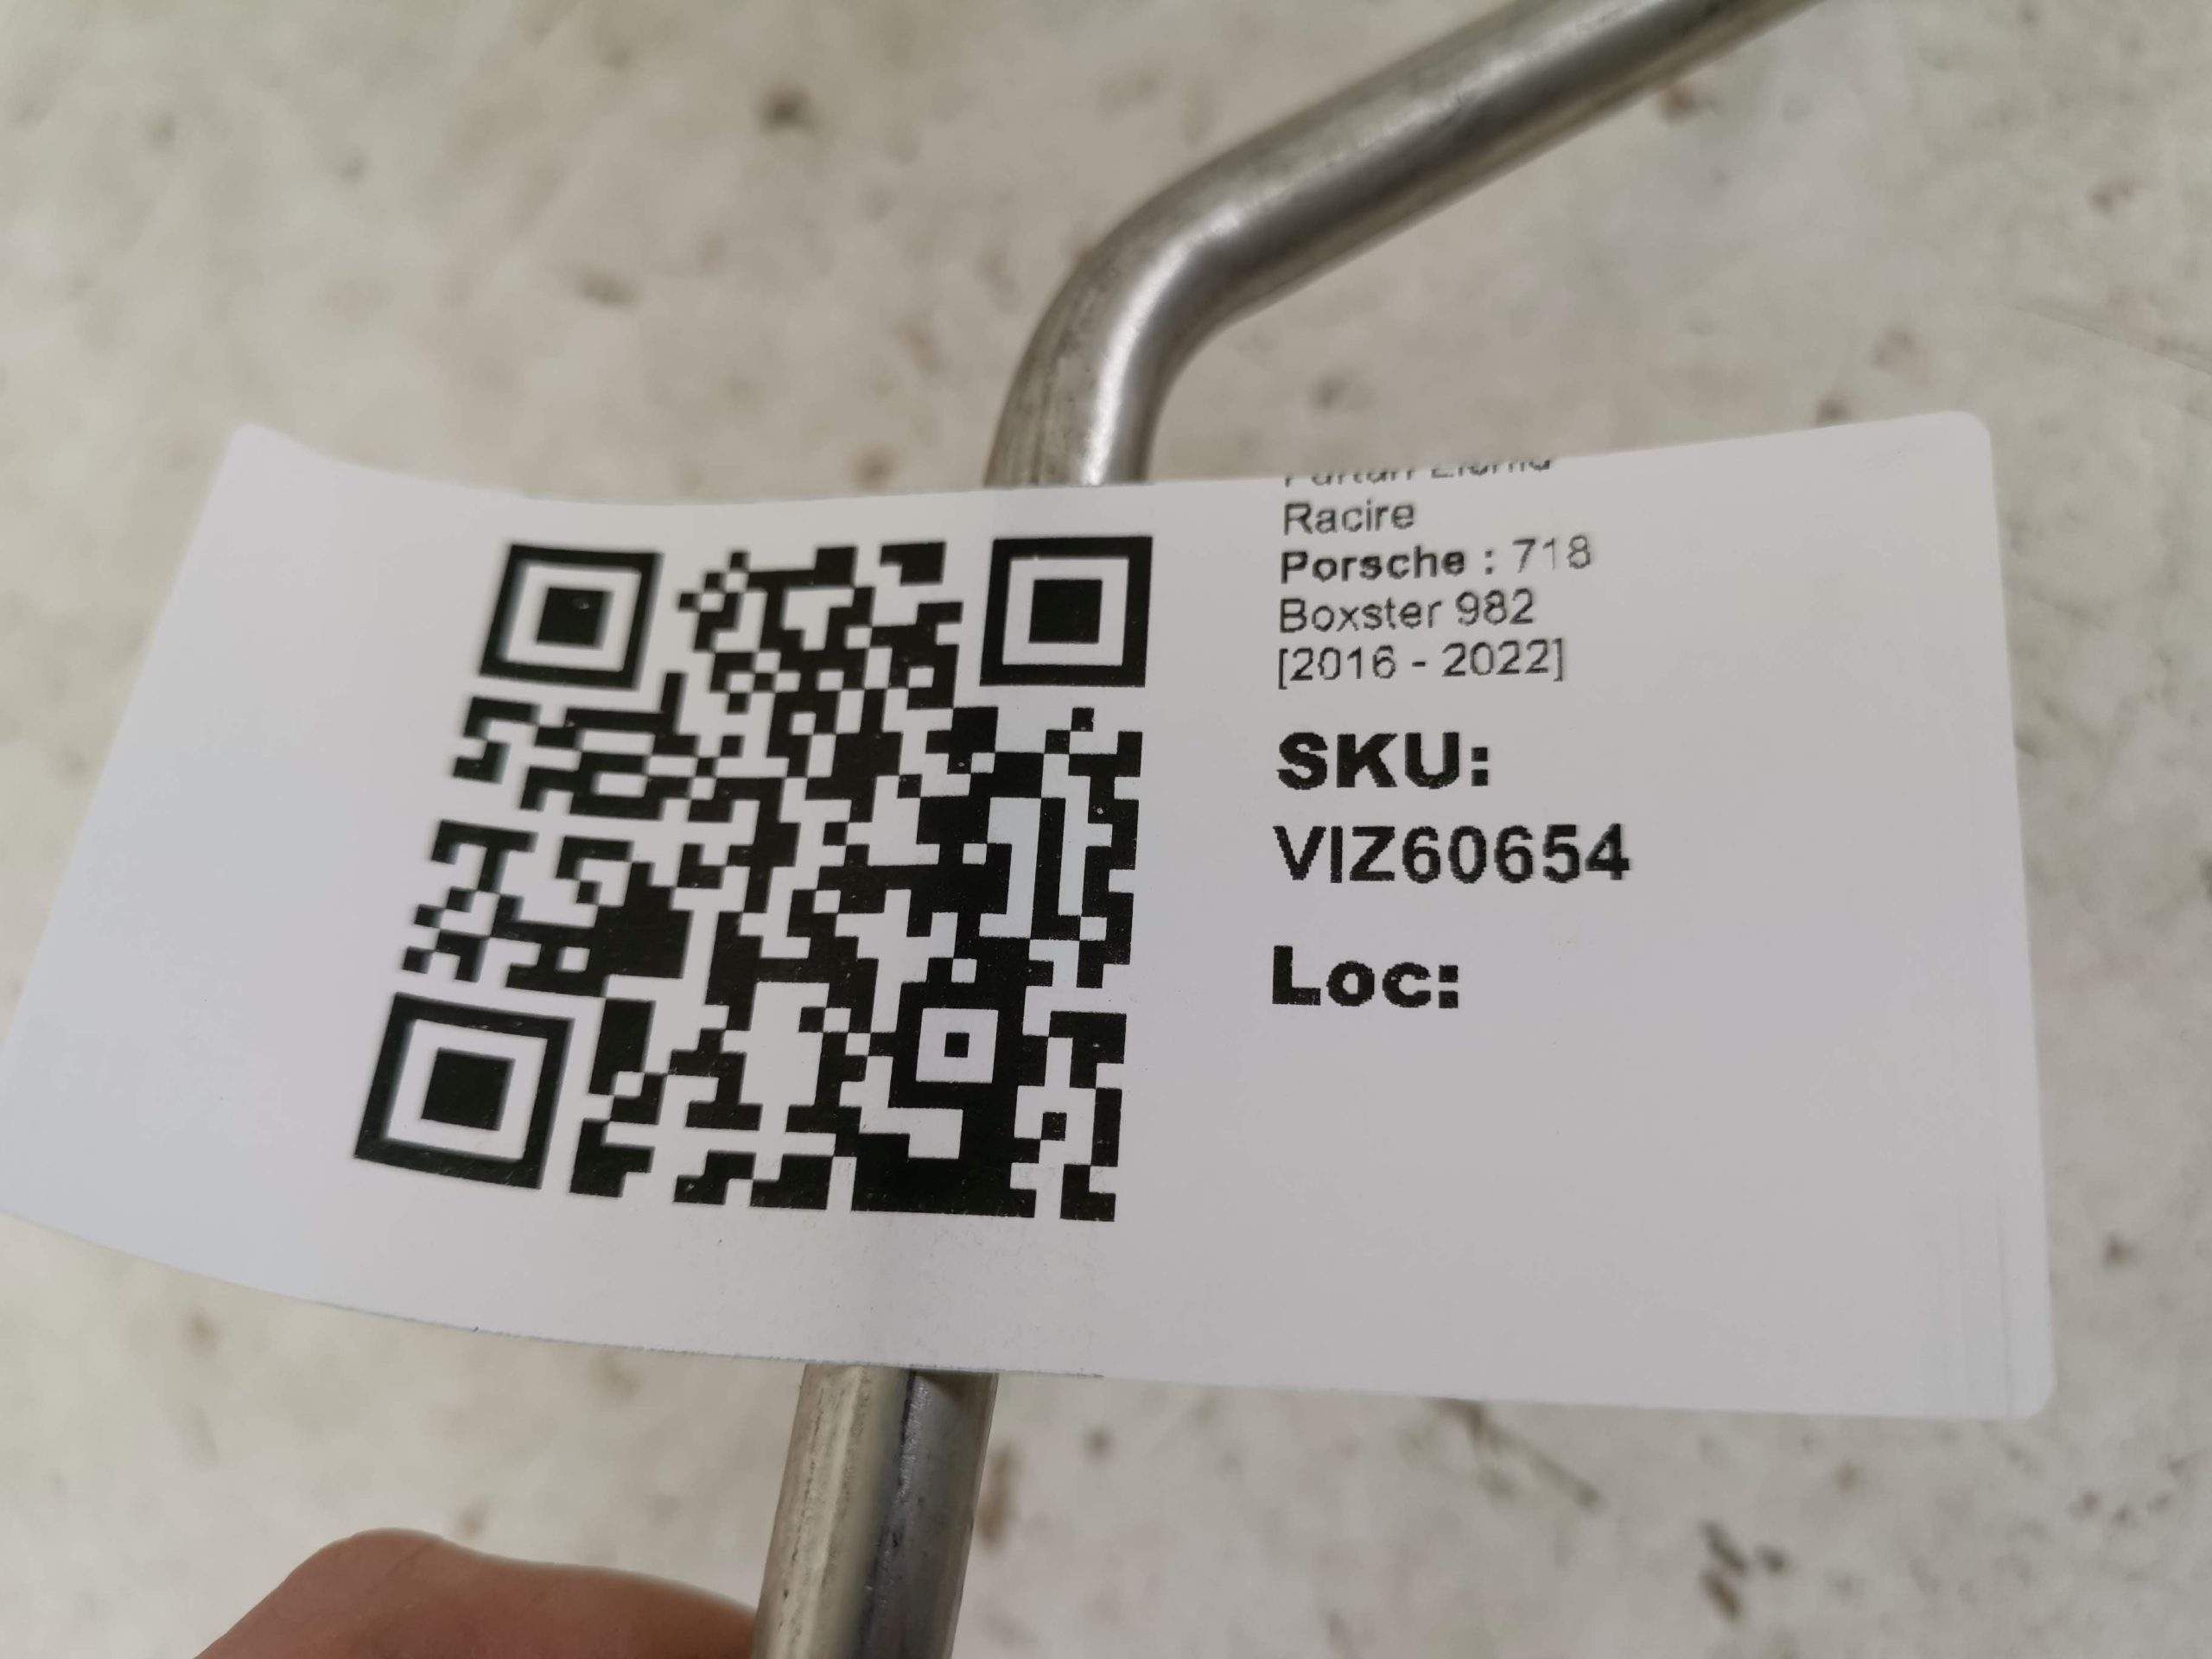 Racire
Porsche : 718
Boxster 982
[2016 - 2022]
SKU:
VIZ60654
Loc: